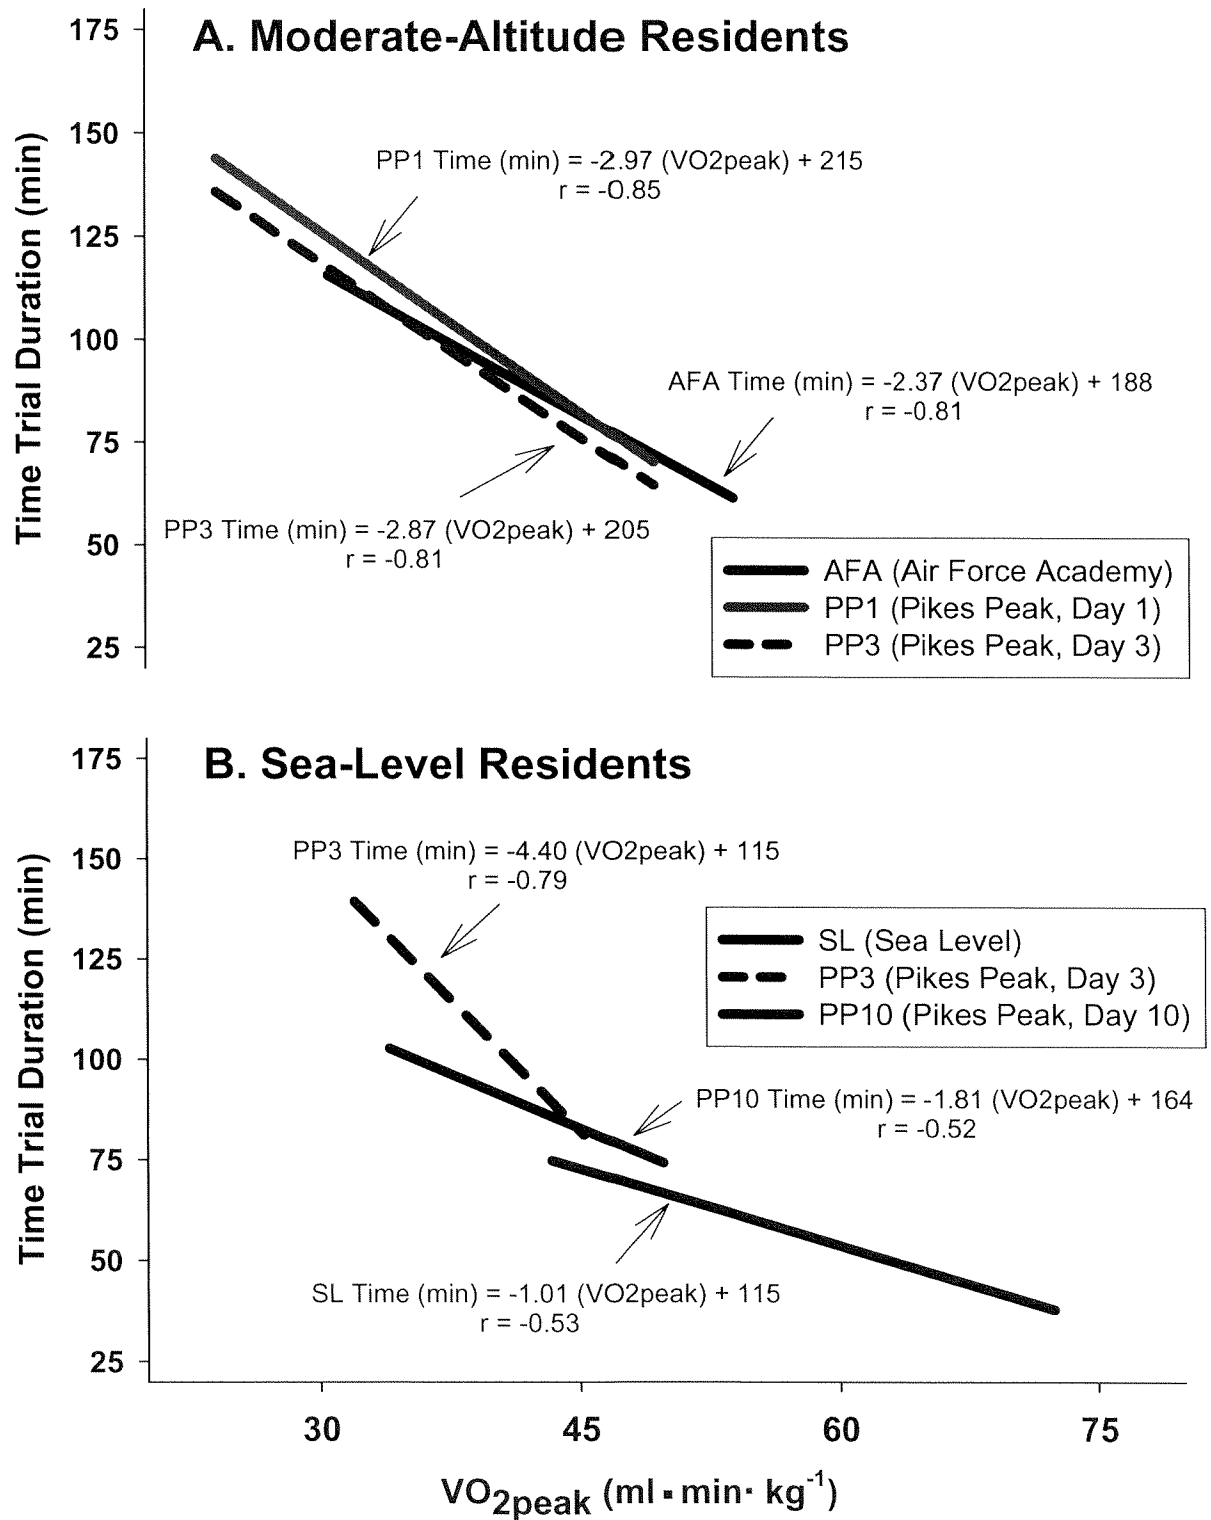 A. Moderate-Altitude Residents
Time Trial Duration (min)
175
150
125
100
75
50
25
PP1 Time (min) = -2.97 (VO2peak) + 215
r = -0.85
AFA Time (min) = -2.37 (VO2peak) + 188
r = -0.81
PP3 Time (min) = -2.87 (VO2peak) + 205
r = -0.81
AFA (Air Force Academy)
PP1 (Pikes Peak, Day 1)
PP3 (Pikes Peak, Day 3)
B. Sea-Level Residents
Time Trial Duration (min)
175
150
125
100
75
50
25
PP3 Time (min) = -4.40 (VO2peak) + 115
r = -0.79
SL (Sea Level)
PP3 (Pikes Peak, Day 3)
PP10 (Pikes Peak, Day 10)
PP10 Time (min) = -1.81 (VO2peak) + 164
r = -0.52
SL Time (min) = -1.01 (VO2peak) + 115
r = -0.53
30 45 60 75
VO2peak (ml ▪ min· kg-1)